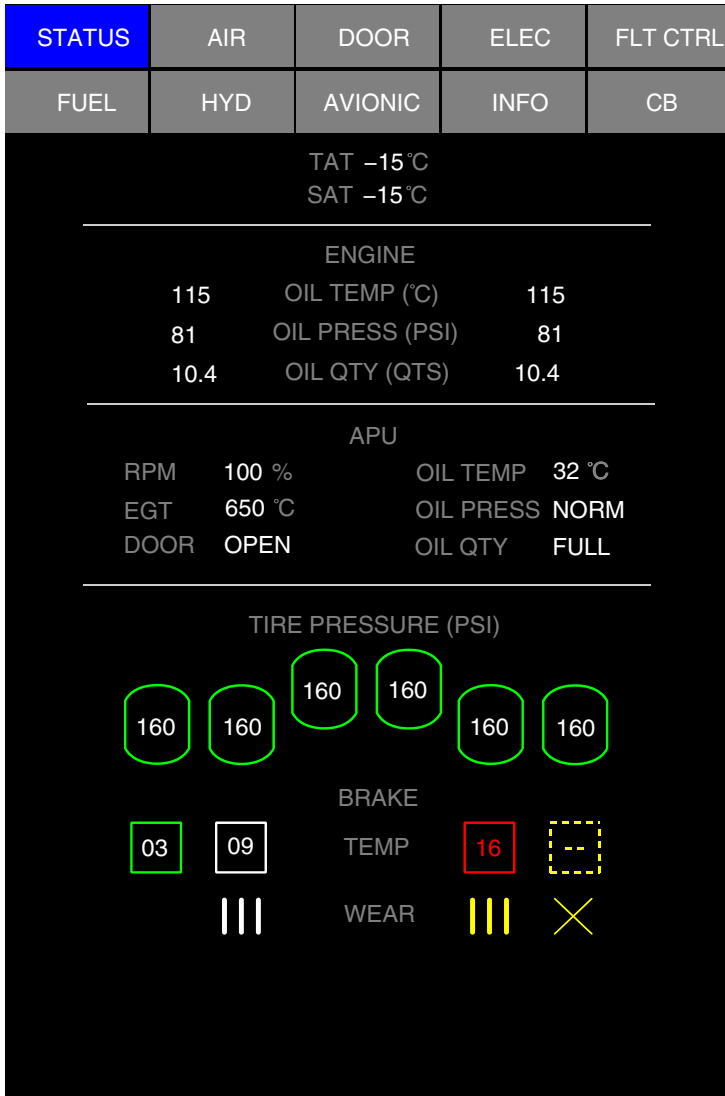 STATUS AIR DOOR ELEC FLT CTRL
FUEL HYD AVIONIC INFO CB
TAT –15 ℃
SAT –15 ℃
ENGINE
115 OIL TEMP (℃) 115
81 OIL PRESS (PSI) 81
10.4 OIL QTY (QTS) 10.4
APU
RPM 100 % OIL TEMP 32 ℃
EGT 650 ℃ OIL PRESS NORM
DOOR OPEN OIL QTY FULL
TIRE PRESSURE (PSI)
160 160
160 160 160 160
BRAKE
03 09 TEMP 16 --
WEAR